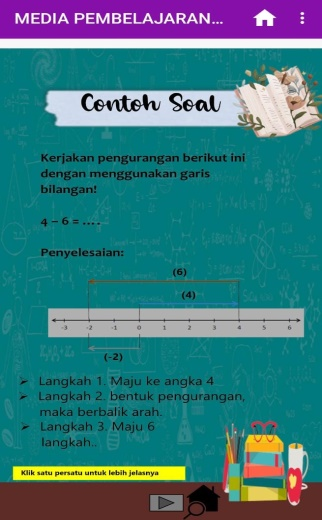 MEDIA PEMBELAJARAN...
Contoh Soal
Kerjakan pengurangan berikut ini
dengan menggunakan garis
bilangan!
4 – 6 = ....
Penyelesaian:
(6)
(4)
-3 -2 -1 0 1 2 3 4 5 6
(-2)
➤ Langkah 1. Maju ke angka 4
➤ Langkah 2. bentuk pengurangan,
maka berbalik arah.
➤ Langkah 3. Maju 6
langkah..
Klik satu persatu untuk lebih jelasnya